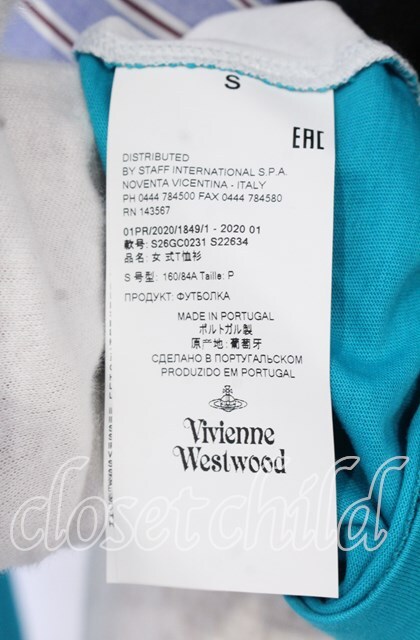 S
EAC
DISTRIBUTED
BY STAFF INTERNATIONAL S.P.A.
NOVENTA VICENTINA - ITALY
PH 0444 784500 FAX 0444 784580
RN 143567
01PR/2020/1849/1 - 2020 01
款号: S26GC0231 S22634
品名: 女 式T恤衫
S 号型: 160/84A Taille: P
ПРОДУКТ: ФУТБОЛКА
MADE IN PORTUGAL
ポルトガル製
原产地: 葡萄牙
СДЕЛАНО В ПОРТУГАЛЬСКОМ
PRODUZIDO EM PORTUGAL
Vivienne
Westwood
closet child